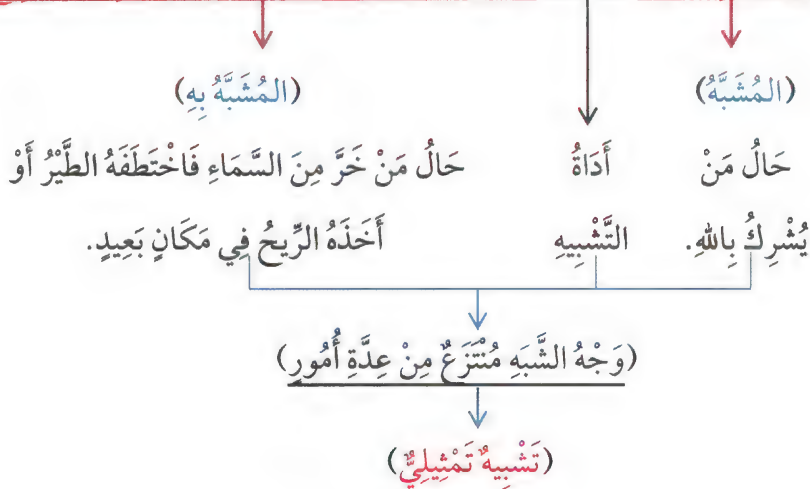 (المُشَبَّهُ) (المُشَبَّهُ بِهِ)
حَالُ مَنْ أَدَاةُ حَالُ مَنْ خَرَّ مِنَ السَّمَاءِ فَاخْتَطَفَهُ الطَّيْرُ أَوْ
يُشْرِكُ بِاللهِ. التَّشْبِيهِ أَخَذَهُ الرِّيحُ فِي مَكَانٍ بَعِيدٍ.
(وَجْهُ الشَّبَهِ مُنْتَزَعٌ مِنْ عِدَّةِ أُمُورٍ)
(تَشْبِيهٌ تَمْثِيلِيٌّ)